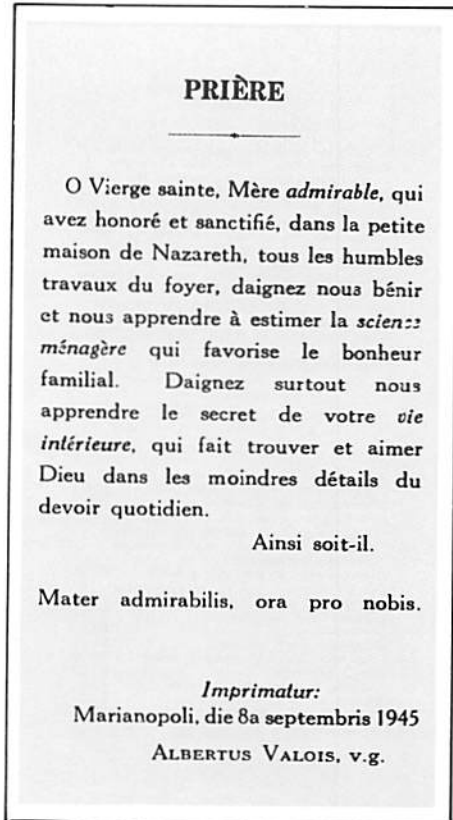 PRIÈRE
O Vierge sainte, Mère admirable, qui
avez honoré et sanctifié, dans la petite
maison de Nazareth, tous les humbles
travaux du foyer, daignez nous bénir
et nous apprendre à estimer la science
ménagère qui favorise le bonheur
familial. Daignez surtout nous
apprendre le secret de votre vie
intérieure, qui fait trouver et aimer
Dieu dans les moindres détails du
devoir quotidien.
Ainsi soit-il.
Mater admirabilis, ora pro nobis.
Imprimatur:
Marianopoli, die 8a septembris 1945
ALBERTUS VALOIS, v.g.